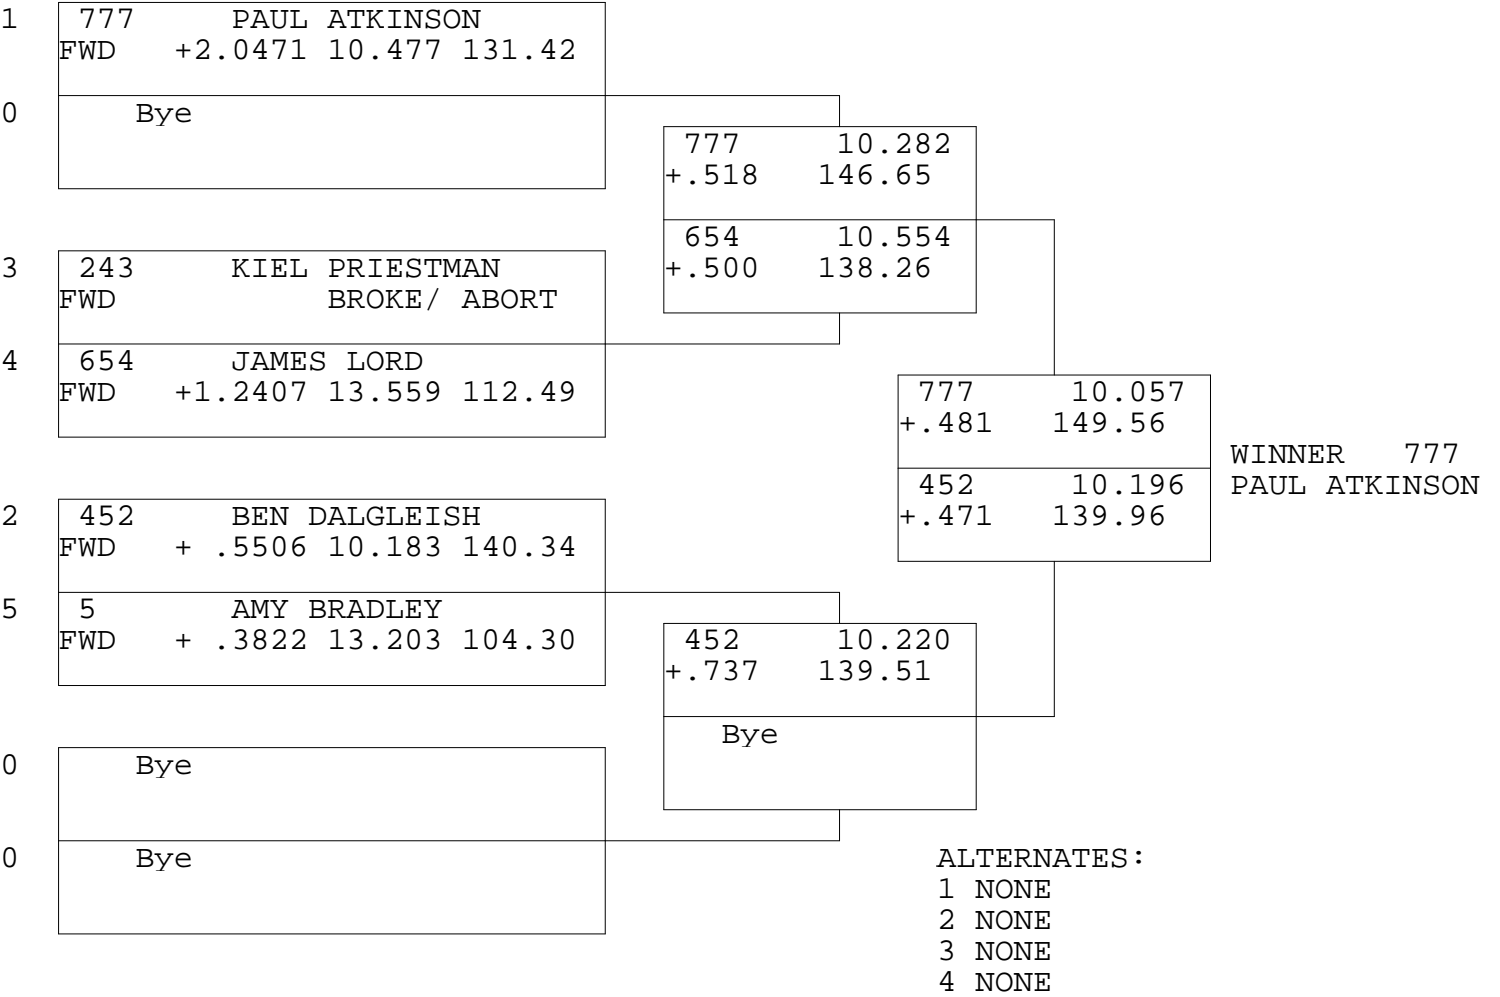 1 777 PAUL ATKINSON
FWD +2.0471 10.477 131.42
0 Bye
3 243 KIEL PRIESTMAN
FWD BROKE/ ABORT
4 654 JAMES LORD
FWD +1.2407 13.559 112.49
2 452 BEN DALGLEISH
FWD + .5506 10.183 140.34
5 5 AMY BRADLEY
FWD + .3822 13.203 104.30
0 Bye
0 Bye
777 10.282
+.518 146.65
654 10.554
+.500 138.26
452 10.220
+.737 139.51
Bye
777 10.057
+.481 149.56
452 10.196
+.471 139.96
WINNER 777
PAUL ATKINSON
ALTERNATES:
1 NONE
2 NONE
3 NONE
4 NONE